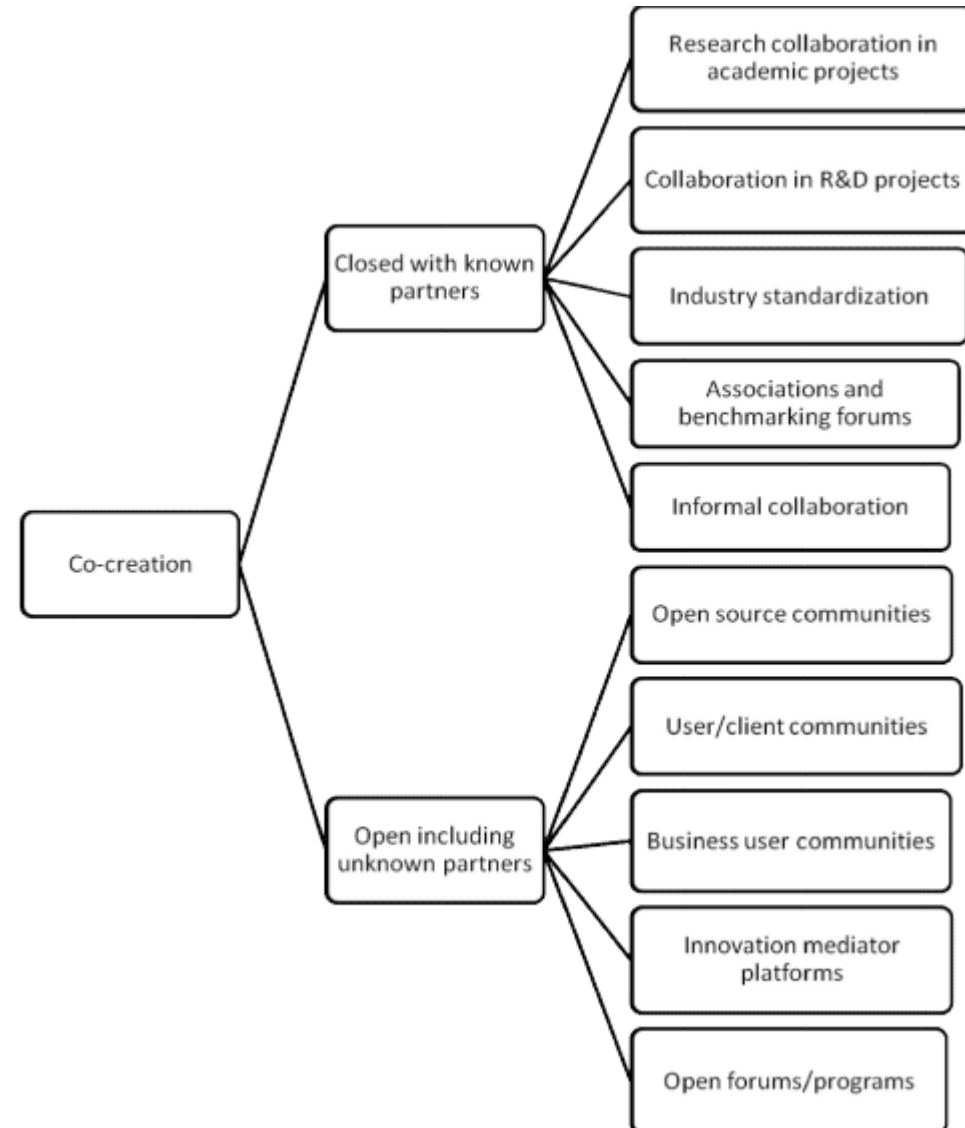 Research collaboration in
academic projects
Collaboration in R&D projects
Closed with known
partners
Industry standardization
Associations and
benchmarking forums
Informal collaboration
Co-creation
Open source communities
User/client communities
Open including
unknown partners
Business user communities
Innovation mediator
platforms
Open forums/programs